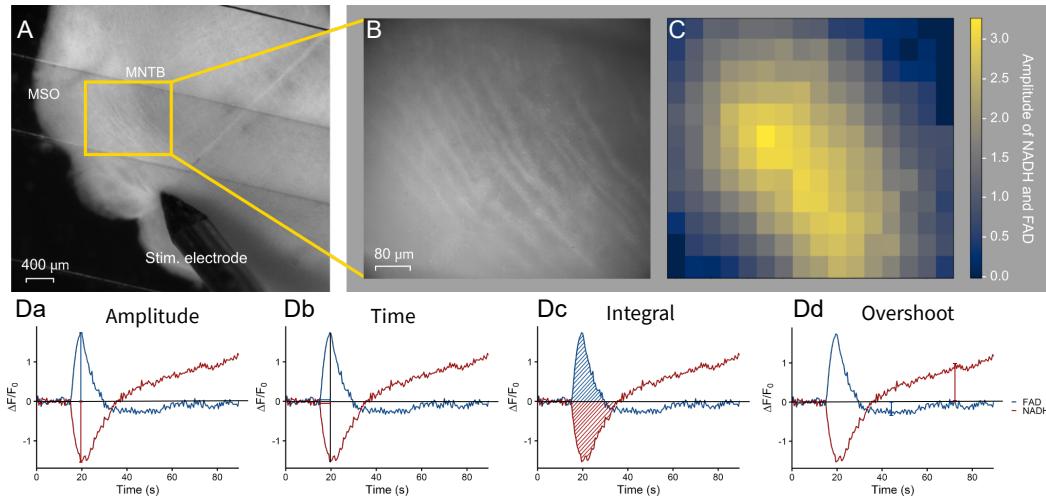 A
MNTB
MSO
Stim. electrode
400 µm
B
80 µm
C
3.0
2.5
2.0
1.5
1.0
0.5
0.0
Amplitude of NADH and FAD
Da
Amplitude
ΔF/F0
1
0
-1
0 20 40 60 80
Time (s)
Db
Time
ΔF/F0
1
0
-1
0 20 40 60 80
Time (s)
Dc
Integral
ΔF/F0
1
0
-1
0 20 40 60 80
Time (s)
Dd
Overshoot
ΔF/F0
1
0
-1
0 20 40 60 80
Time (s)
FAD
NADH